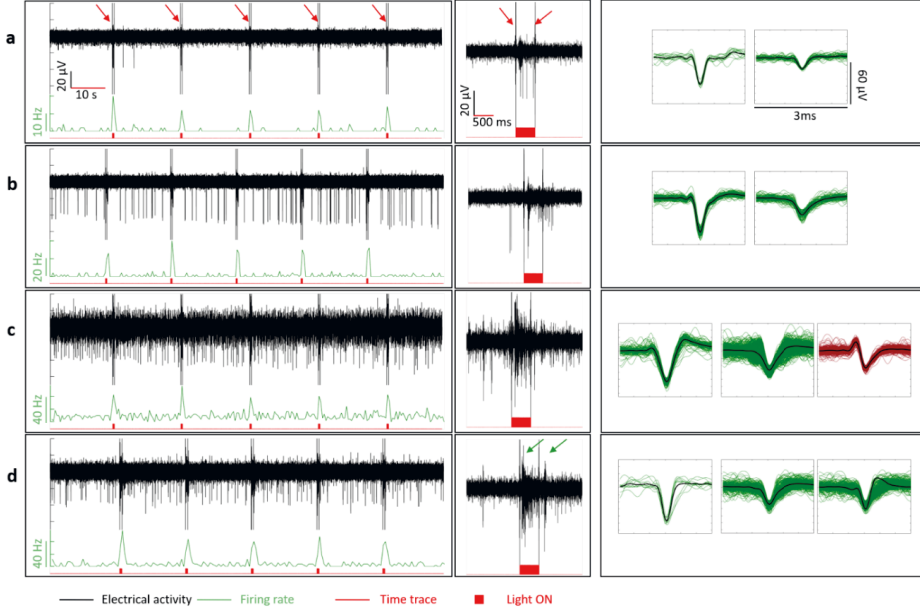 a
20 µV
10 s
10 Hz
20 µV
500 ms
60 µV
3ms
b
20 Hz
c
40 Hz
d
40 Hz
Electrical activity
Firing rate
Time trace
Light ON